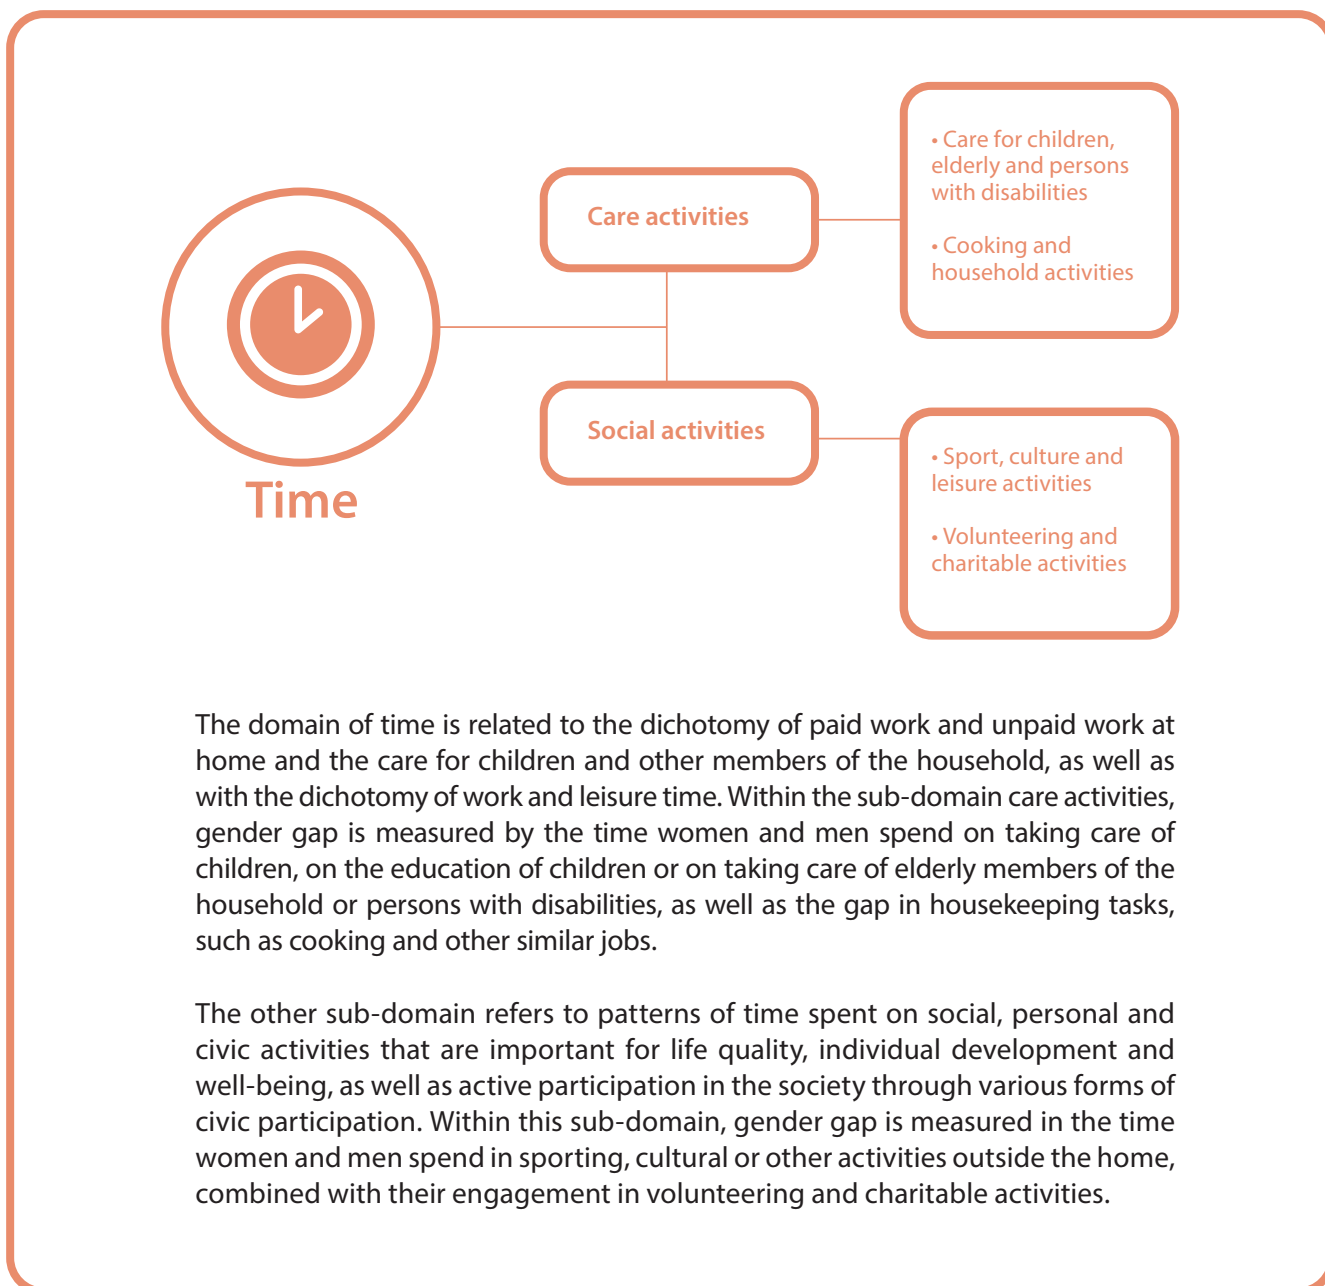 • Care for children,
elderly and persons
with disabilities
• Cooking and
household activities
Care activities
Social activities
• Sport, culture and
leisure activities
• Volunteering and
charitable activities
Time
The domain of time is related to the dichotomy of paid work and unpaid work at
home and the care for children and other members of the household, as well as
with the dichotomy of work and leisure time. Within the sub-domain care activities,
gender gap is measured by the time women and men spend on taking care of
children, on the education of children or on taking care of elderly members of the
household or persons with disabilities, as well as the gap in housekeeping tasks,
such as cooking and other similar jobs.
The other sub-domain refers to patterns of time spent on social, personal and
civic activities that are important for life quality, individual development and
well-being, as well as active participation in the society through various forms of
civic participation. Within this sub-domain, gender gap is measured in the time
women and men spend in sporting, cultural or other activities outside the home,
combined with their engagement in volunteering and charitable activities.